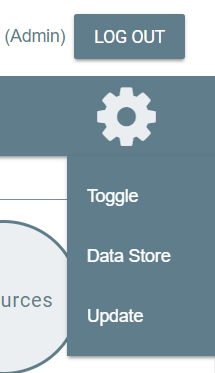 (Admin) LOG OUT
Toggle
Data Store
urces
Update